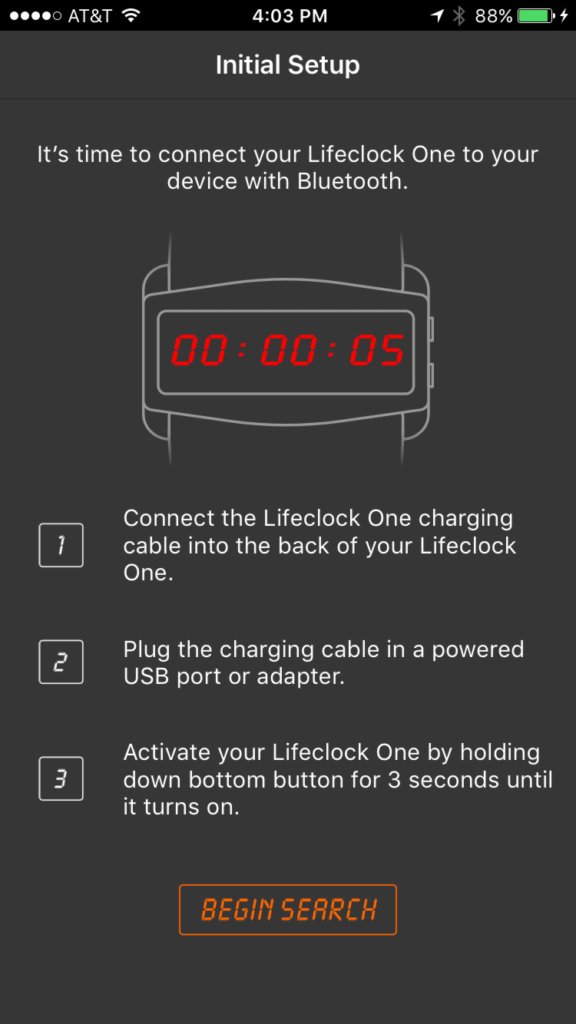 AT&T 4:03 PM 88%
Initial Setup
It’s time to connect your Lifeclock One to your
device with Bluetooth.
00:00:05
1
Connect the Lifeclock One charging
cable into the back of your Lifeclock
One.
2
Plug the charging cable in a powered
USB port or adapter.
3
Activate your Lifeclock One by holding
down bottom button for 3 seconds until
it turns on.
BEGIN SEARCH